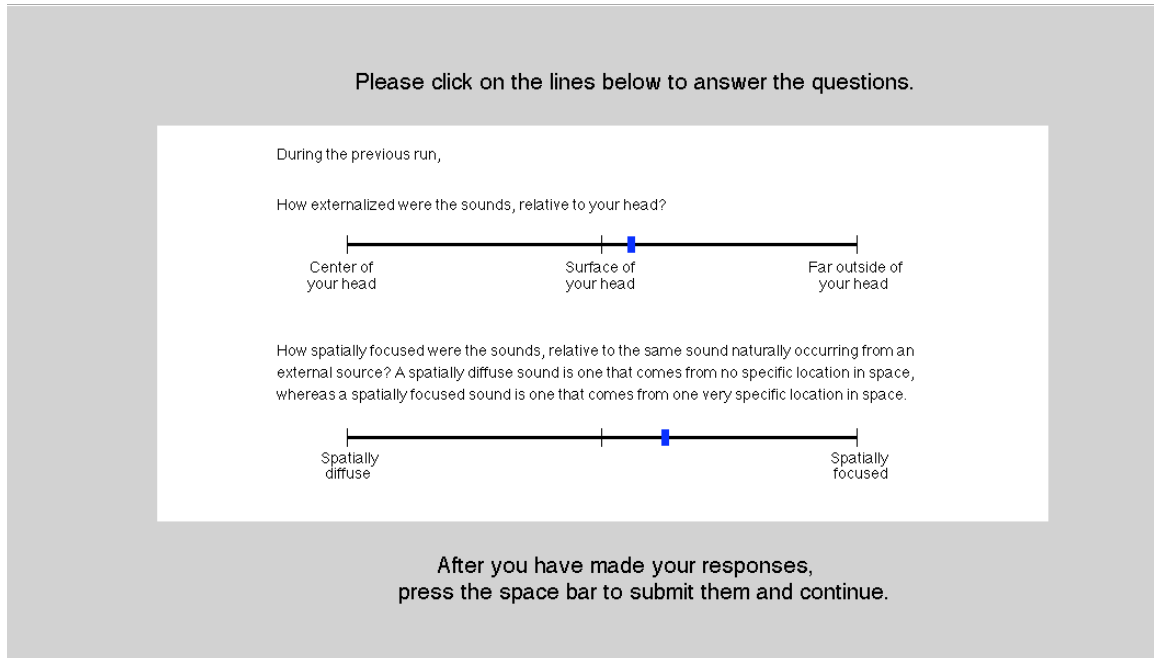 Please click on the lines below to answer the questions.
During the previous run,
How externalized were the sounds, relative to your head?
Center of
your head
Surface of
your head
Far outside of
your head
How spatially focused were the sounds, relative to the same sound naturally occurring from an
external source? A spatially diffuse sound is one that comes from no specific location in space,
whereas a spatially focused sound is one that comes from one very specific location in space.
Spatially
diffuse
Spatially
focused
After you have made your responses,
press the space bar to submit them and continue.